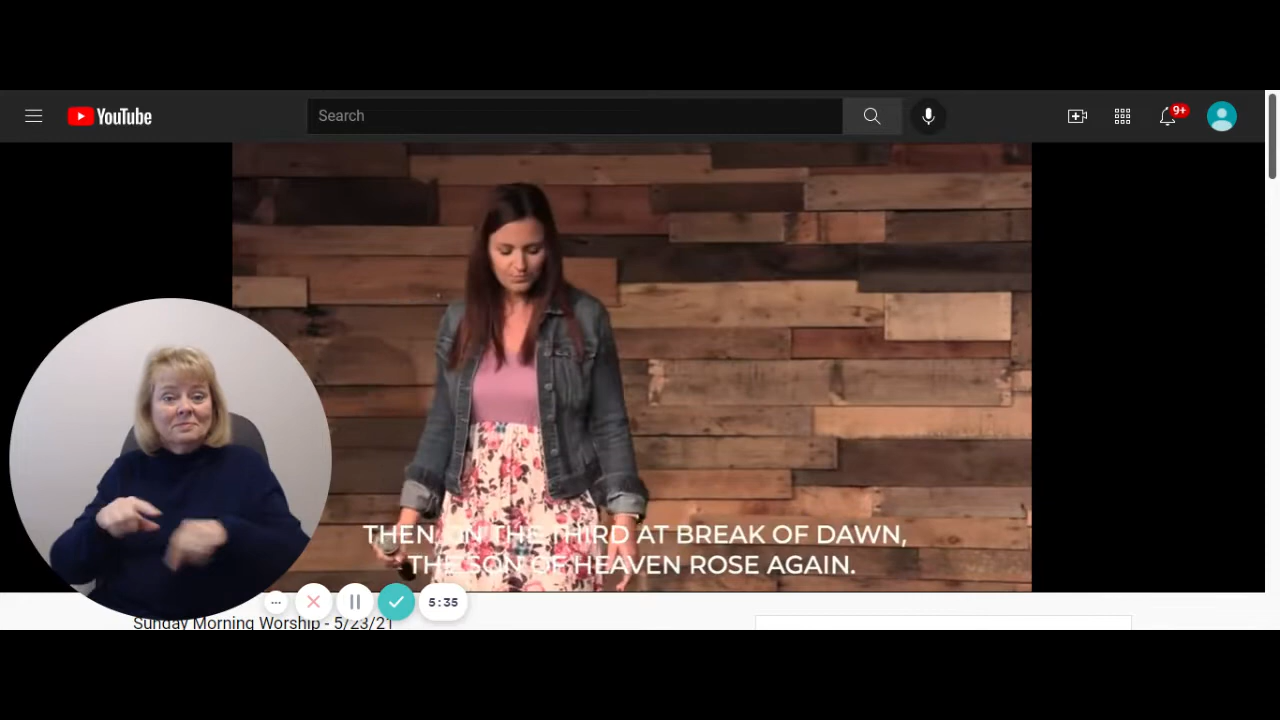 YouTube
Search
9+
THEN ON THE THIRD AT BREAK OF DAWN,
THE SON OF HEAVEN ROSE AGAIN.
5:35
Sunday Morning Worship - 5/23/21